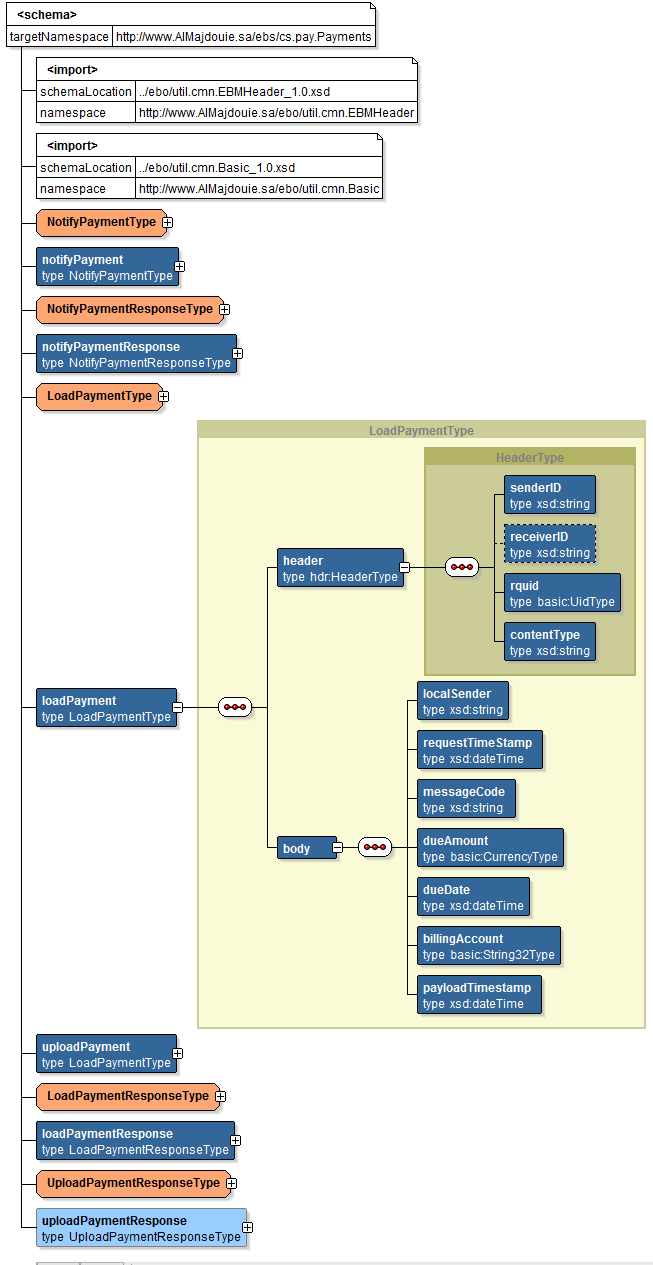 <schema>
targetNamespace http://www.AlMajdouie.sa/ebs/cs.pay.Payments
<import>
schemaLocation ../ebo/util.cmn.EBMHeader_1.0.xsd
namespace http://www.AlMajdouie.sa/ebo/util.cmn.EBMHeader
<import>
schemaLocation ../ebo/util.cmn.Basic_1.0.xsd
namespace http://www.AlMajdouie.sa/ebo/util.cmn.Basic
NotifyPaymentType
notifyPayment
type NotifyPaymentType
NotifyPaymentResponseType
notifyPaymentResponse
type NotifyPaymentResponseType
LoadPaymentType
LoadPaymentType
HeaderType
senderID
type xsd:string
receiverID
type xsd:string
header
type hdr:HeaderType
rquid
type basic:UidType
contentType
type xsd:string
loadPayment
type LoadPaymentType
localSender
type xsd:string
requestTimeStamp
type xsd:dateTime
messageCode
type xsd:string
body
dueAmount
type basic:CurrencyType
dueDate
type xsd:dateTime
billingAccount
type basic:String32Type
payloadTimestamp
type xsd:dateTime
uploadPayment
type LoadPaymentType
LoadPaymentResponseType
loadPaymentResponse
type LoadPaymentResponseType
UploadPaymentResponseType
uploadPaymentResponse
type UploadPaymentResponseType